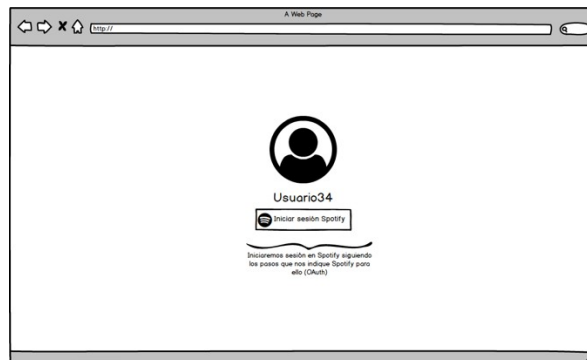 A Web Page
http://
Usuario34
Iniciar sesión Spotify
Iniciaremos sesión en Spotify siguiendo
los pasos que nos indique Spotify para
ello (OAuth)